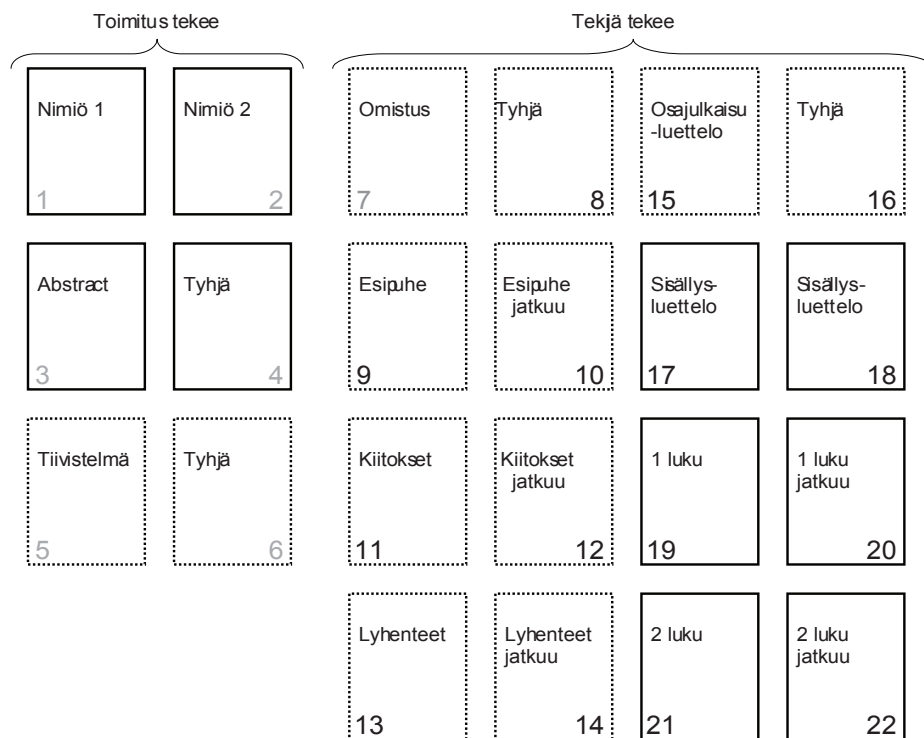 Toimitus tekee
Tekjä tekee
Nimiö 1
1
Nimiö 2
2
Abstract
3
Tyhjä
4
Tiivistelmä
5
Tyhjä
6
Omistus
7
Tyhjä
8
Esipuhe
9
Esipuhe
jatkuu
10
Kiitokset
11
Kiitokset
jatkuu
12
Lyhenteet
13
Lyhenteet
jatkuu
14
Osajulkaisu
-luettelo
15
Tyhjä
16
Sisällys-
luettelo
17
Sisällys-
luettelo
18
1 luku
19
1 luku
jatkuu
20
2 luku
21
2 luku
jatkuu
22